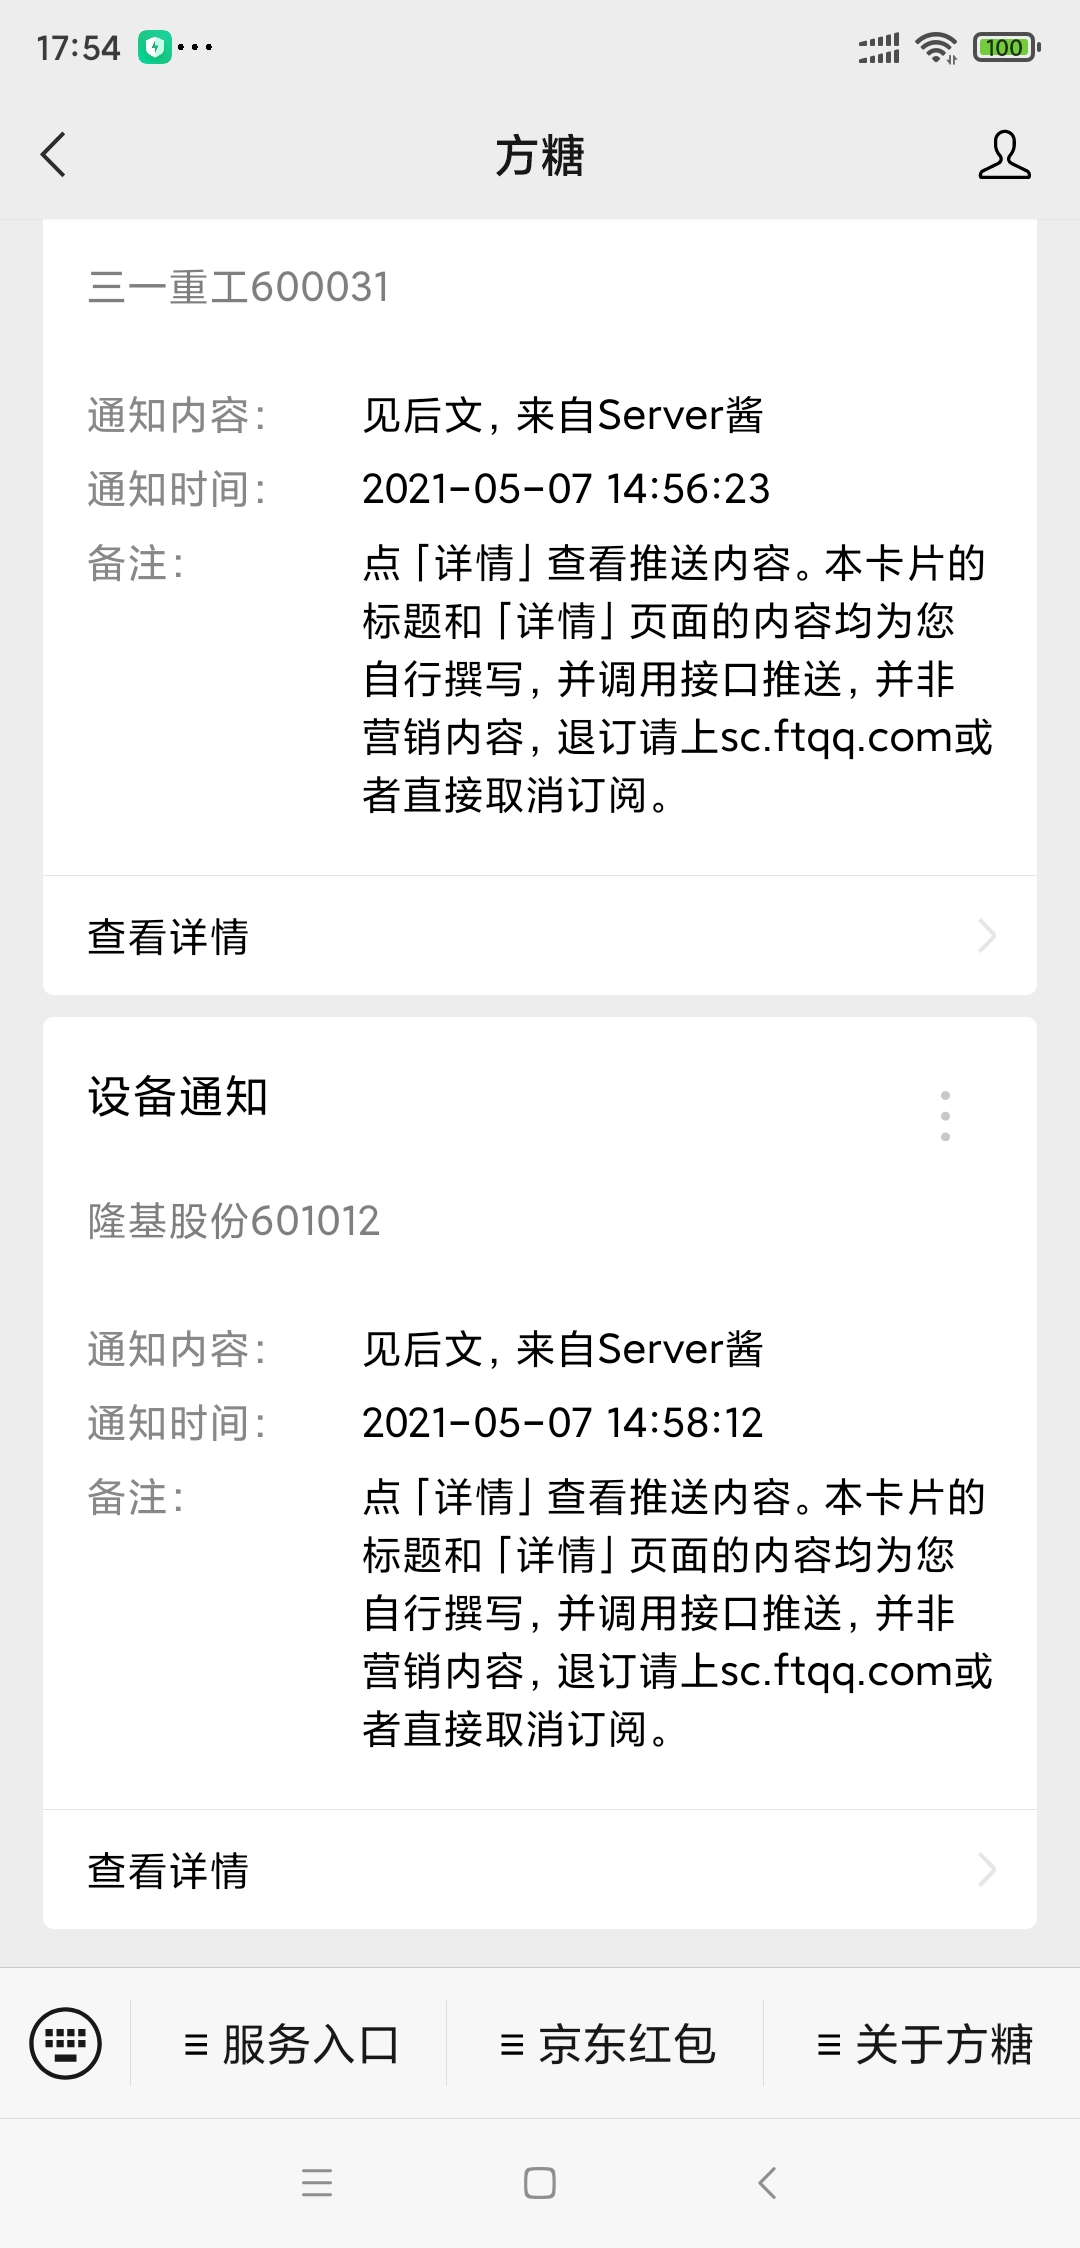 17:54
100
方糖
三一重工600031
通知内容：
见后文，来自Server酱
通知时间：
2021-05-07 14:56:23
备注：
点「详情」查看推送内容。本卡片的
标题和「详情」页面的内容均为您
自行撰写，并调用接口推送，并非
营销内容，退订请上sc.ftqq.com或
者直接取消订阅。
查看详情
设备通知
隆基股份601012
通知内容：
见后文，来自Server酱
通知时间：
2021-05-07 14:58:12
备注：
点「详情」查看推送内容。本卡片的
标题和「详情」页面的内容均为您
自行撰写，并调用接口推送，并非
营销内容，退订请上sc.ftqq.com或
者直接取消订阅。
查看详情
服务入口
京东红包
关于方糖